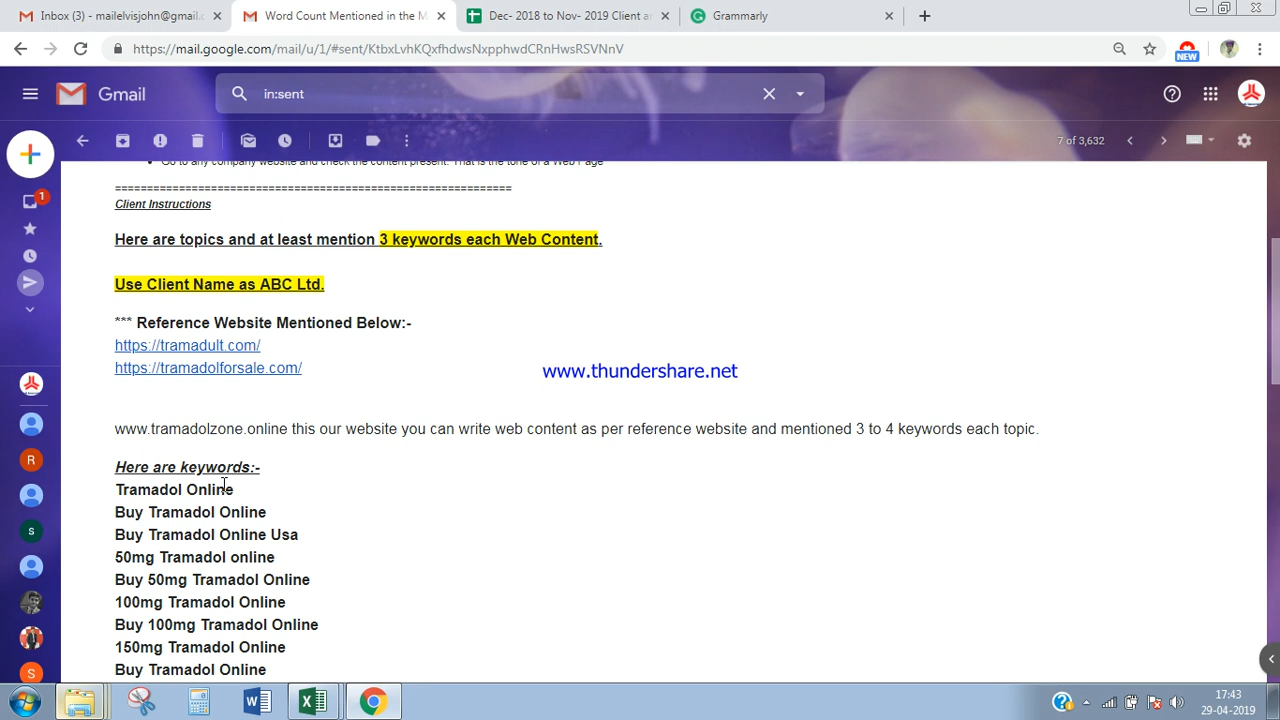 Inbox (3) - mailelvisjohn@gmail.c
Word Count Mentioned in the M
Dec- 2018 to Nov- 2019 Client a
Grammarly
https://mail.google.com/mail/u/1/#sent/KtbxLvhKQxfhdwsNxpphwdCRnHwsRSVNnV
NEW
Gmail
in:sent
7 of 3,632
1
Go to any company website and check the content present. That is the tone of a Web Page
==============================================================
Client Instructions
Here are topics and at least mention 3 keywords each Web Content.
Use Client Name as ABC Ltd.
*** Reference Website Mentioned Below:-
https://tramadult.com/
https://tramadolforsale.com/
www.thundershare.net
www.tramadolzone.online this our website you can write web content as per reference website and mentioned 3 to 4 keywords each topic.
Here are keywords:-
Tramadol Online
Buy Tramadol Online
Buy Tramadol Online Usa
50mg Tramadol online
Buy 50mg Tramadol Online
100mg Tramadol Online
Buy 100mg Tramadol Online
150mg Tramadol Online
Buy Tramadol Online
R
S
S
17:43
29-04-2019